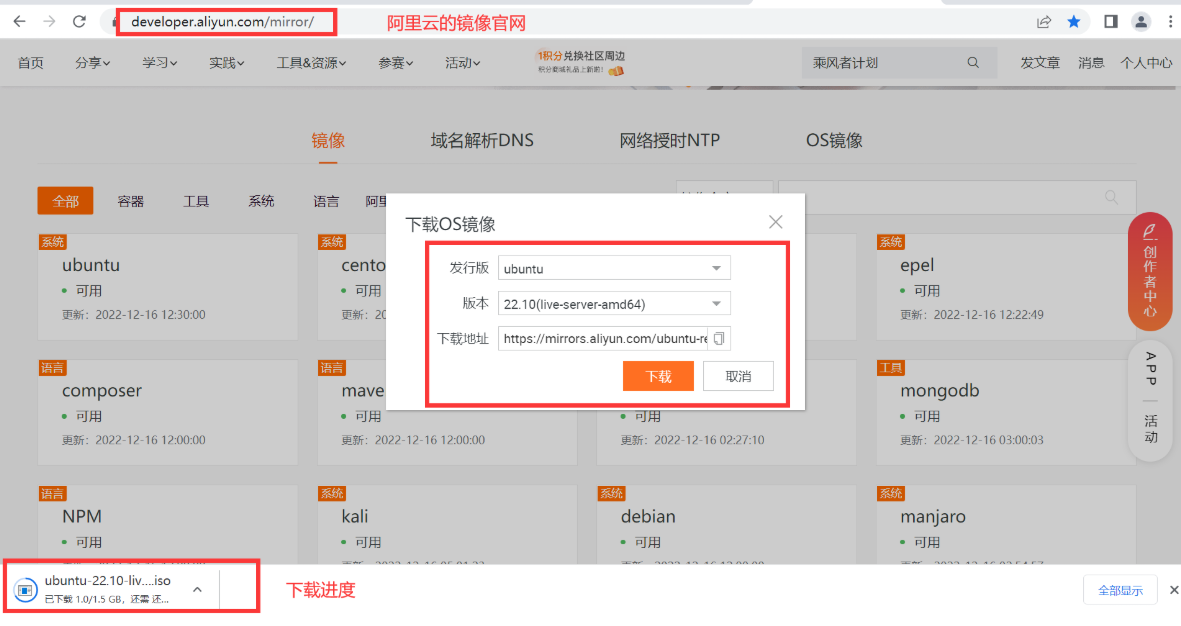 developer.aliyun.com/mirror/
阿里云的镜像官网
首页 分享 学习 实践 工具&资源 参赛 活动 1积分兑换社区周边 乘风者计划 发文章 消息 个人中心
积分商城礼品上新的!
镜像 域名解析DNS 网络授时NTP OS镜像
全部 容器 工具 系统 语言 阿里
下载OS镜像
发行版 ubuntu
版本 22.10(live-server-amd64)
下载地址 https://mirrors.aliyun.com/ubuntu-re
下载 取消
系统 系统 系统
ubuntu cento epel
可用 可用 可用
更新: 2022-12-16 12:30:00 更新: 20 更新: 2022-12-16 12:22:49
语言 语言 工具
composer mave mongodb
可用 可用 可用 可用
更新: 2022-12-16 12:00:00 更新: 2022-12-16 12:00:00 更新: 2022-12-16 02:27:10 更新: 2022-12-16 03:00:03
语言 系统 系统 系统
NPM kali debian manjaro
可用 可用 可用 可用
创作者中心
APP
活动
ubuntu-22.10-liv....iso
已下载 1.0/1.5 GB，还需 还...
下载进度
全部显示